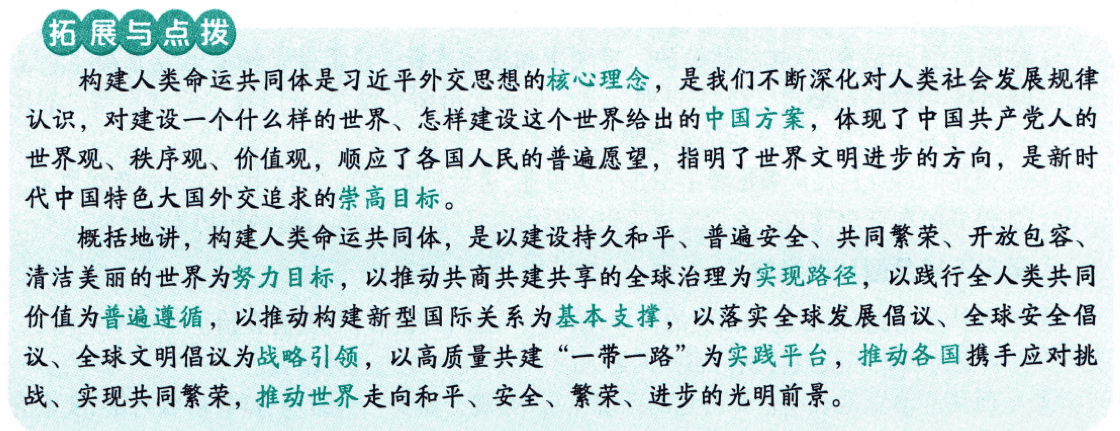 拓展与点拨
构建人类命运共同体是习近平外交思想的核心理念，是我们不断深化对人类社会发展规律
认识，对建设一个什么样的世界、怎样建设这个世界给出的中国方案，体现了中国共产党人的
世界观、秩序观、价值观，顺应了各国人民的普遍愿望，指明了世界文明进步的方向，是新时
代中国特色大国外交追求的崇高目标。
概括地讲，构建人类命运共同体，是以建设持久和平、普遍安全、共同繁荣、开放包容、
清洁美丽的世界为努力目标，以推动共商共建共享的全球治理为实现路径，以践行全人类共同
价值为普遍遵循，以推动构建新型国际关系为基本支撑，以落实全球发展倡议、全球安全倡
议、全球文明倡议为战略引领，以高质量共建“一带一路”为实践平台，推动各国携手应对挑
战、实现共同繁荣，推动世界走向和平、安全、繁荣、进步的光明前景。